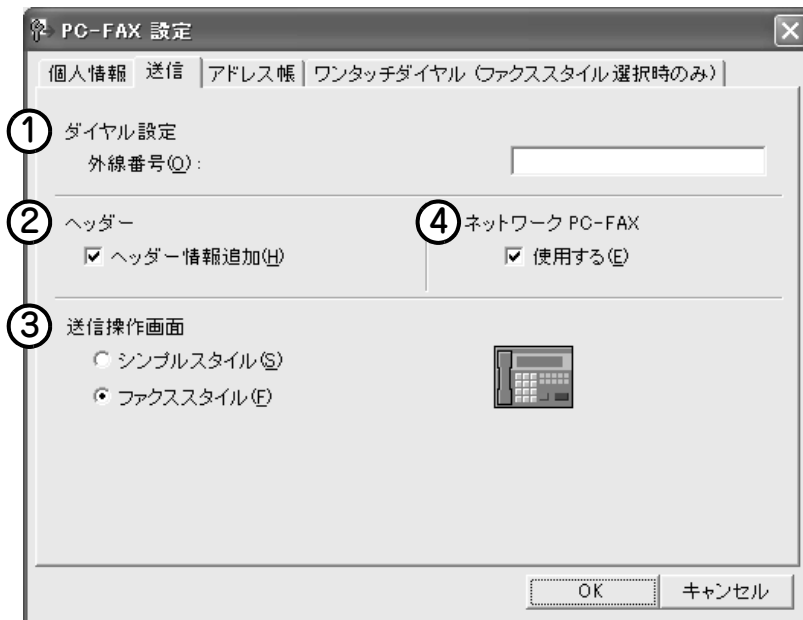 PC-FAX 設定
個人情報 送信 アドレス帳 ワンタッチダイヤル (ファクススタイル選択時のみ)
① ダイヤル設定
外線番号(O):
② ヘッダー ④ ネットワーク PC-FAX
ヘッダー情報追加(H) 使用する(E)
③ 送信操作画面
シンプルスタイル(S)
ファクススタイル(F)
OK キャンセル